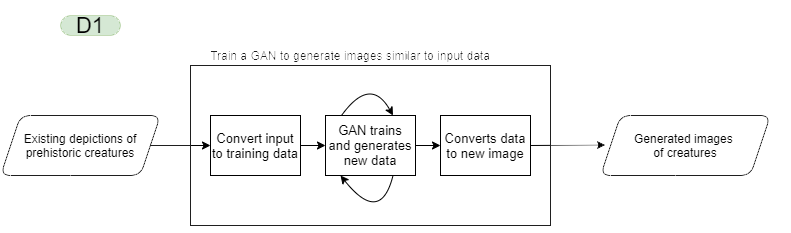 D1
Train a GAN to generate images similar to input data
Existing depictions of
prehistoric creatures
Convert input
to training data
GAN trains
and generates
new data
Converts data
to new image
Generated images
of creatures